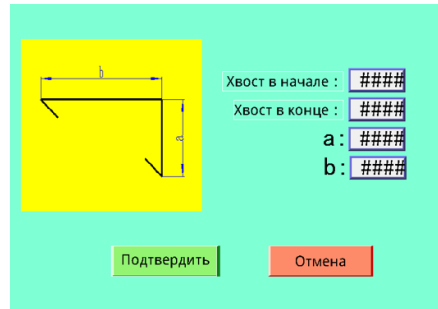 b
a
Хвост в начале : ####
Хвост в конце : ####
a: ####
b: ####
Подтвердить
Отмена